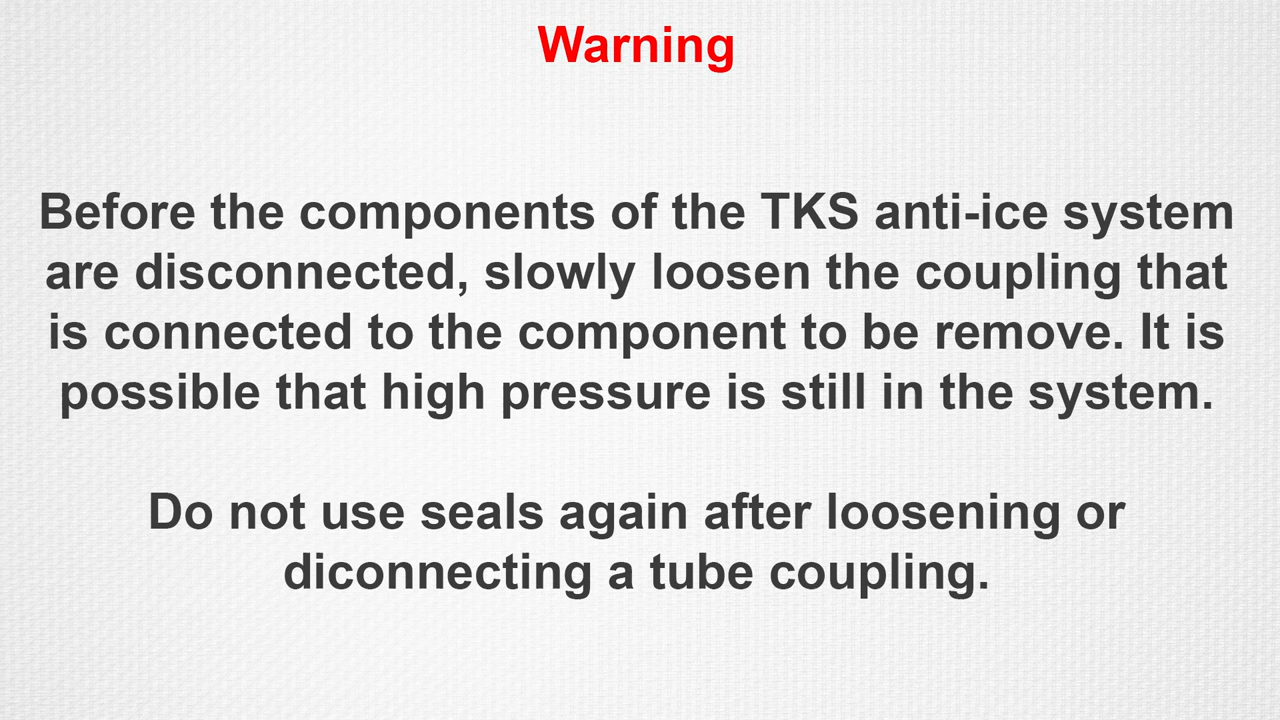 Warning
Before the components of the TKS anti-ice system
are disconnected, slowly loosen the coupling that
is connected to the component to be remove. It is
possible that high pressure is still in the system.
Do not use seals again after loosening or
diconnecting a tube coupling.